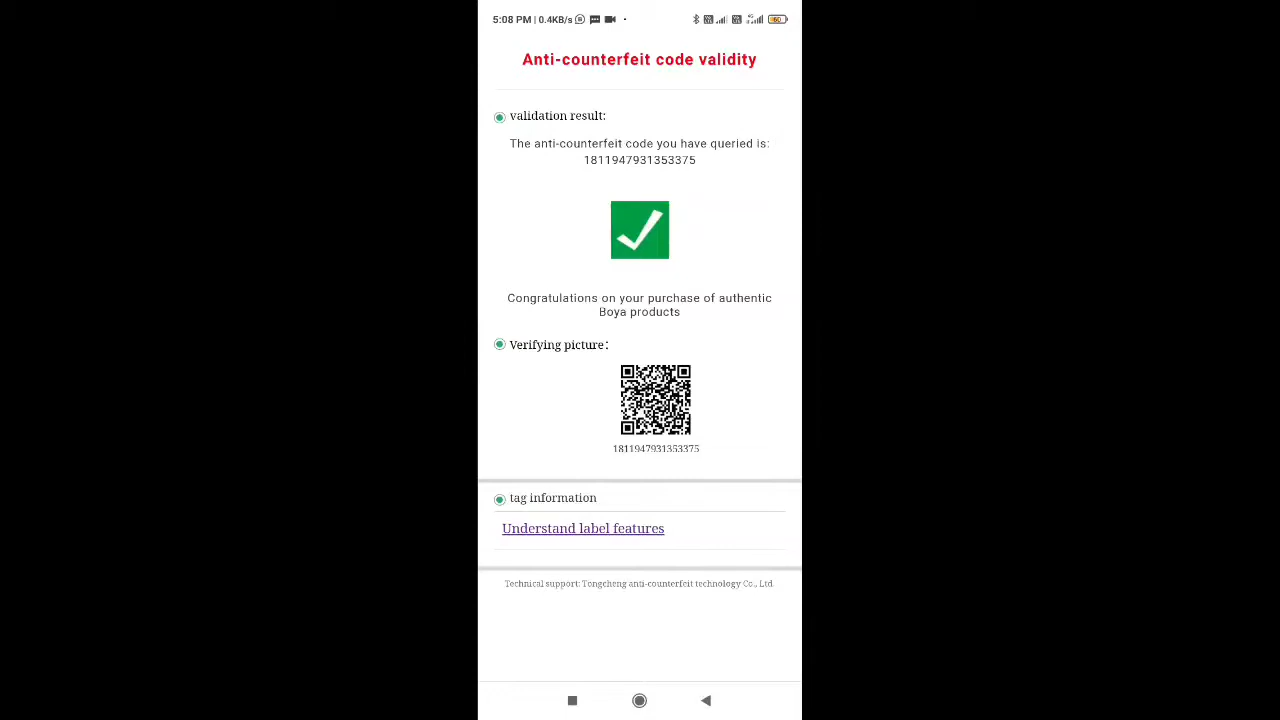 5:08 PM | 0.4KB/s
60
Anti-counterfeit code validity
validation result:
The anti-counterfeit code you have queried is:
1811947931353375
Congratulations on your purchase of authentic
Boya products
Verifying picture:
1811947931353375
tag information
Understand label features
Technical support: Tongcheng anti-counterfeit technology Co., Ltd.